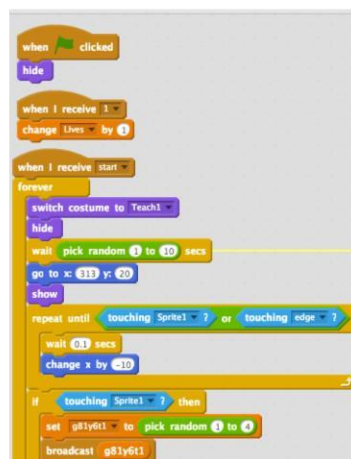 when clicked
hide
when I receive 1
change Lives by 1
when I receive start
forever
switch costume to Teach1
hide
wait pick random 1 to 10 secs
go to x: 313 y: 20
show
repeat until touching Sprite1 ? or touching edge ?
wait 0.1 secs
change x by -10
if touching Sprite1 ? then
set g81y6t1 to pick random 1 to 4
broadcast g81y6t1